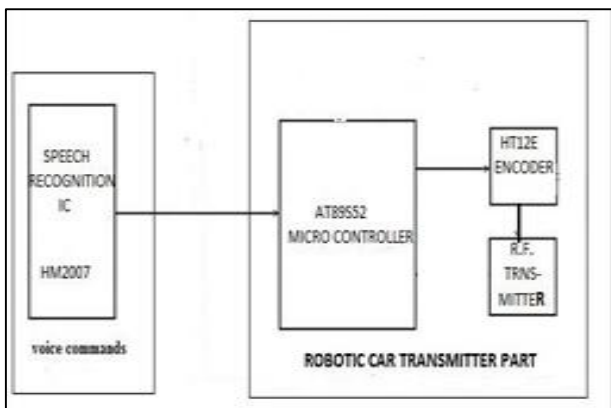 SPEECH
RECOGNITION
IC
HM2007
voice commands
AT89S52
MICRO CONTROLLER
HT12E
ENCODER
R.F.
TRNS-
MITTER
ROBOTIC CAR TRANSMITTER PART